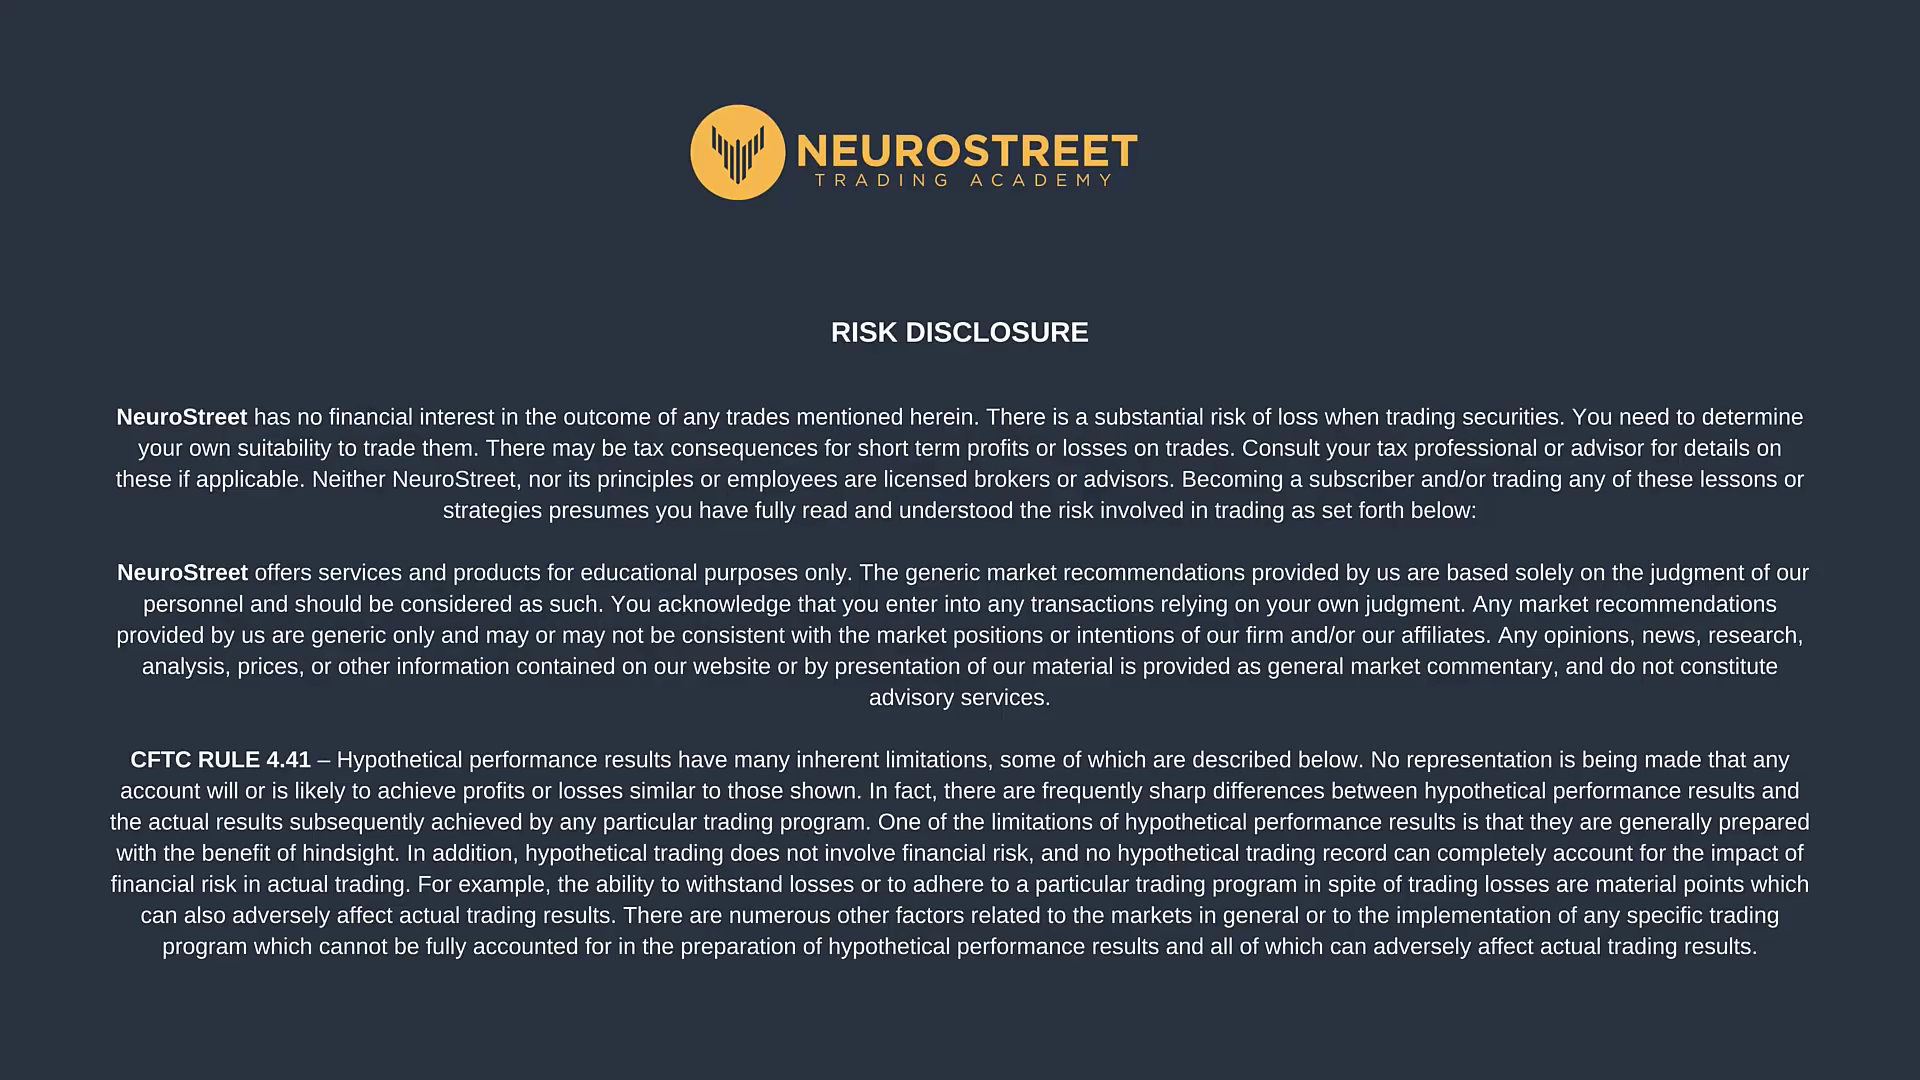 NEUROSTREET
TRADING ACADEMY
RISK DISCLOSURE
NeuroStreet has no financial interest in the outcome of any trades mentioned herein. There is a substantial risk of loss when trading securities. You need to determine
your own suitability to trade them. There may be tax consequences for short term profits or losses on trades. Consult your tax professional or advisor for details on
these if applicable. Neither NeuroStreet, nor its principles or employees are licensed brokers or advisors. Becoming a subscriber and/or trading any of these lessons or
strategies presumes you have fully read and understood the risk involved in trading as set forth below:
NeuroStreet offers services and products for educational purposes only. The generic market recommendations provided by us are based solely on the judgment of our
personnel and should be considered as such. You acknowledge that you enter into any transactions relying on your own judgment. Any market recommendations
provided by us are generic only and may or may not be consistent with the market positions or intentions of our firm and/or our affiliates. Any opinions, news, research,
analysis, prices, or other information contained on our website or by presentation of our material is provided as general market commentary, and do not constitute
advisory services.
CFTC RULE 4.41 – Hypothetical performance results have many inherent limitations, some of which are described below. No representation is being made that any
account will or is likely to achieve profits or losses similar to those shown. In fact, there are frequently sharp differences between hypothetical performance results and
the actual results subsequently achieved by any particular trading program. One of the limitations of hypothetical performance results is that they are generally prepared
with the benefit of hindsight. In addition, hypothetical trading does not involve financial risk, and no hypothetical trading record can completely account for the impact of
financial risk in actual trading. For example, the ability to withstand losses or to adhere to a particular trading program in spite of trading losses are material points which
can also adversely affect actual trading results. There are numerous other factors related to the markets in general or to the implementation of any specific trading
program which cannot be fully accounted for in the preparation of hypothetical performance results and all of which can adversely affect actual trading results.